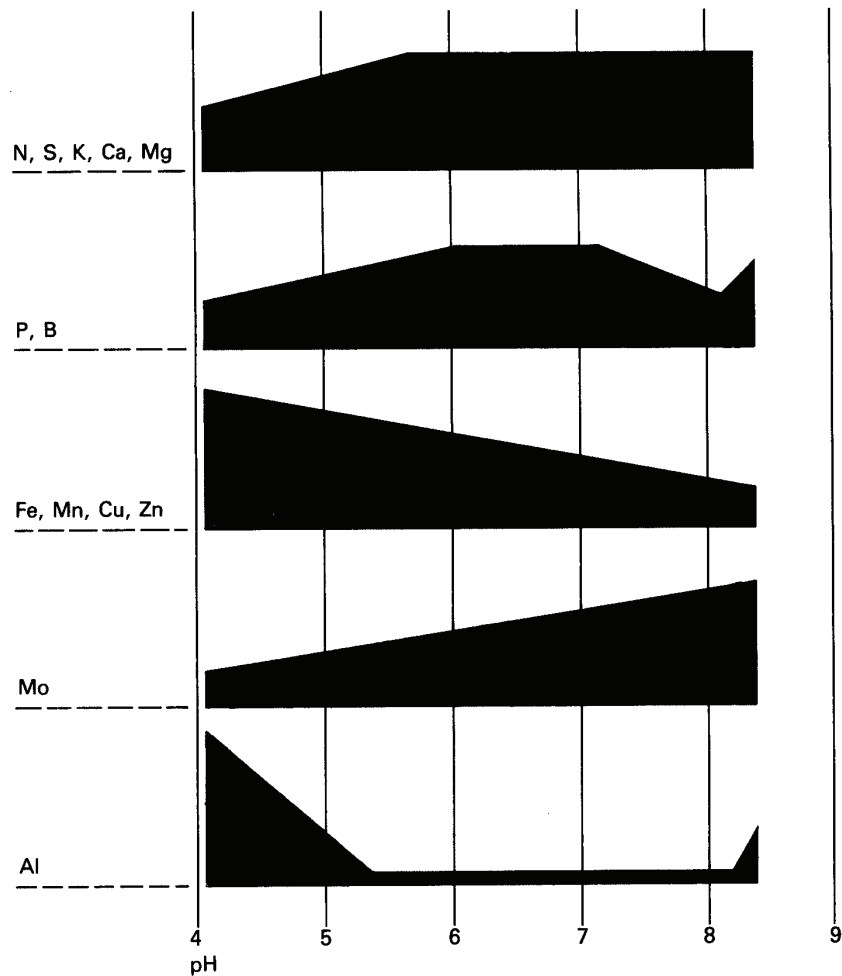 N, S, K, Ca, Mg
P, B
Fe, Mn, Cu, Zn
Mo
Al
4 5 6 7 8 9
pH